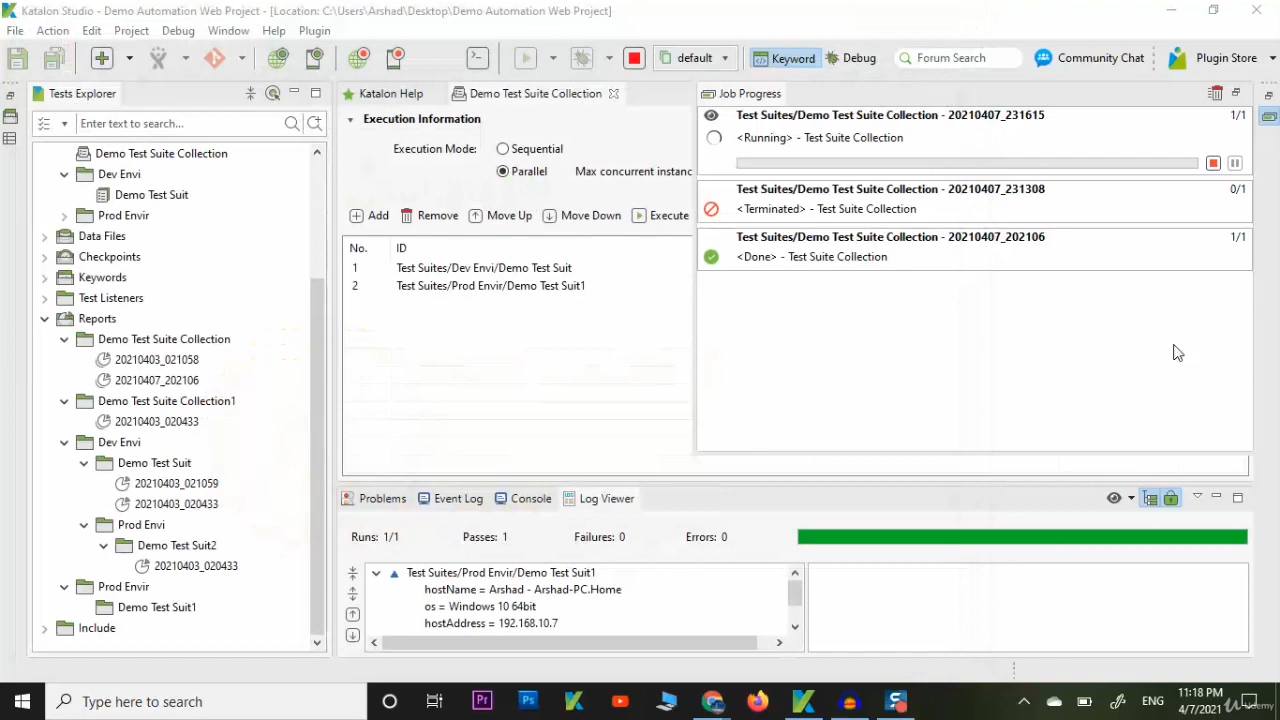 Katalon Studio - Demo Automation Web Project - [Location: C:\Users\Arshad\Desktop\Demo Automation Web Project]
File Action Edit Project Debug Window Help Plugin
default Keyword Debug Forum Search Community Chat Plugin Store
Tests Explorer
Enter text to search...
Demo Test Suite Collection
Dev Envi
Demo Test Suit
Prod Envir
Data Files
Checkpoints
Keywords
Test Listeners
Reports
Demo Test Suite Collection
20210403_021058
20210407_202106
Demo Test Suite Collection1
20210403_020433
Dev Envi
Demo Test Suit
20210403_021059
20210403_020433
Prod Envi
Demo Test Suit2
20210403_020433
Prod Envir
Demo Test Suit1
Include
Katalon Help Demo Test Suite Collection
Execution Information
Execution Mode: Sequential
Parallel Max concurrent instanc
Add Remove Move Up Move Down Execute
No. ID
1 Test Suites/Dev Envi/Demo Test Suit
2 Test Suites/Prod Envir/Demo Test Suit1
Job Progress
Test Suites/Demo Test Suite Collection - 20210407_231615 1/1
<Running> - Test Suite Collection
Test Suites/Demo Test Suite Collection - 20210407_231308 0/1
<Terminated> - Test Suite Collection
Test Suites/Demo Test Suite Collection - 20210407_202106 1/1
<Done> - Test Suite Collection
Problems Event Log Console Log Viewer
Runs: 1/1 Passes: 1 Failures: 0 Errors: 0
Test Suites/Prod Envir/Demo Test Suit1
hostName = Arshad - Arshad-PC.Home
os = Windows 10 64bit
hostAddress = 192.168.10.7
Type here to search
Pr
Ps
ENG
11:18 PM
4/7/2021
Udemy